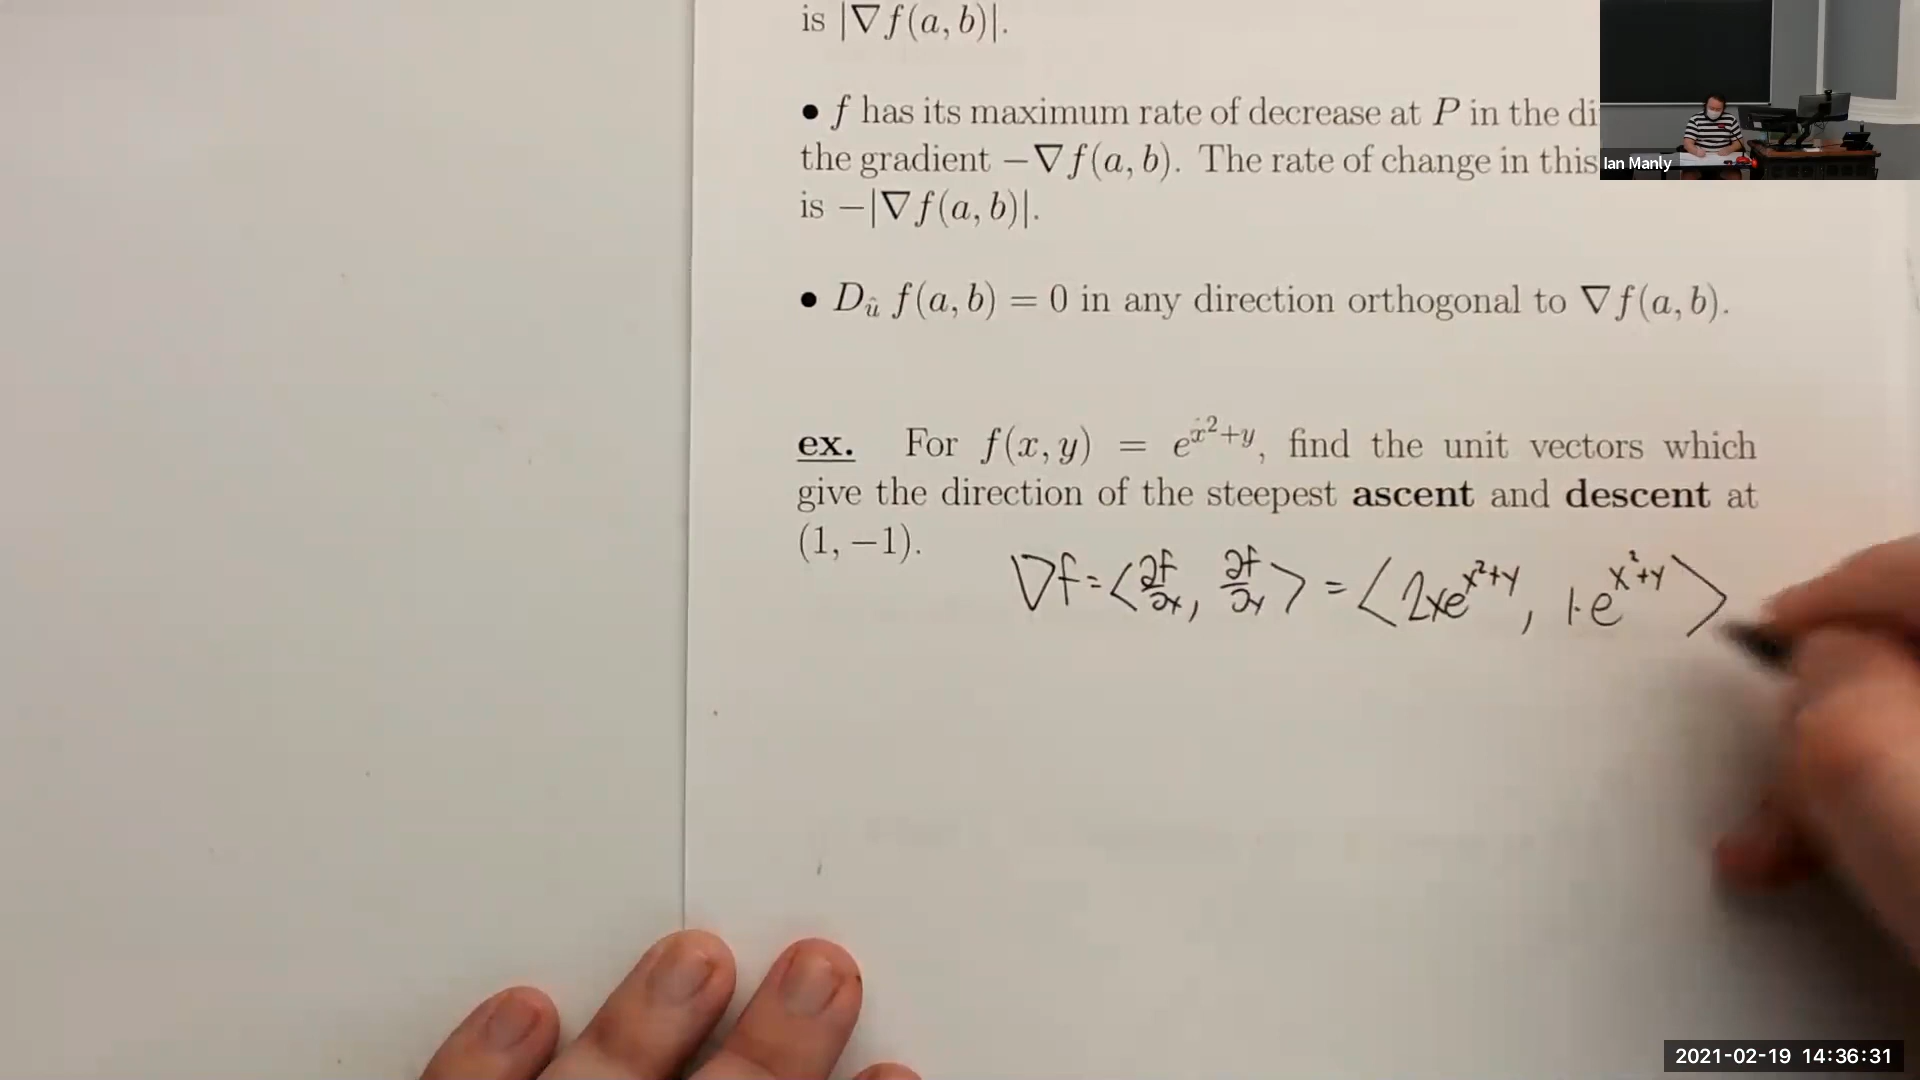 is |∇f(a, b)|.
• f has its maximum rate of decrease at P in the
the gradient −∇f(a, b). The rate of change in this
is −|∇f(a, b)|.
• D_û f(a, b) = 0 in any direction orthogonal to ∇f(a, b).
ex. For f(x, y) = e^{x²+y}, find the unit vectors which
give the direction of the steepest ascent and descent at
(1, −1).
∇f = ⟨∂f/∂x, ∂f/∂y⟩ = ⟨2xe^{x²+y}, 1·e^{x²+y}⟩
Ian Manly
2021-02-19 14:36:31